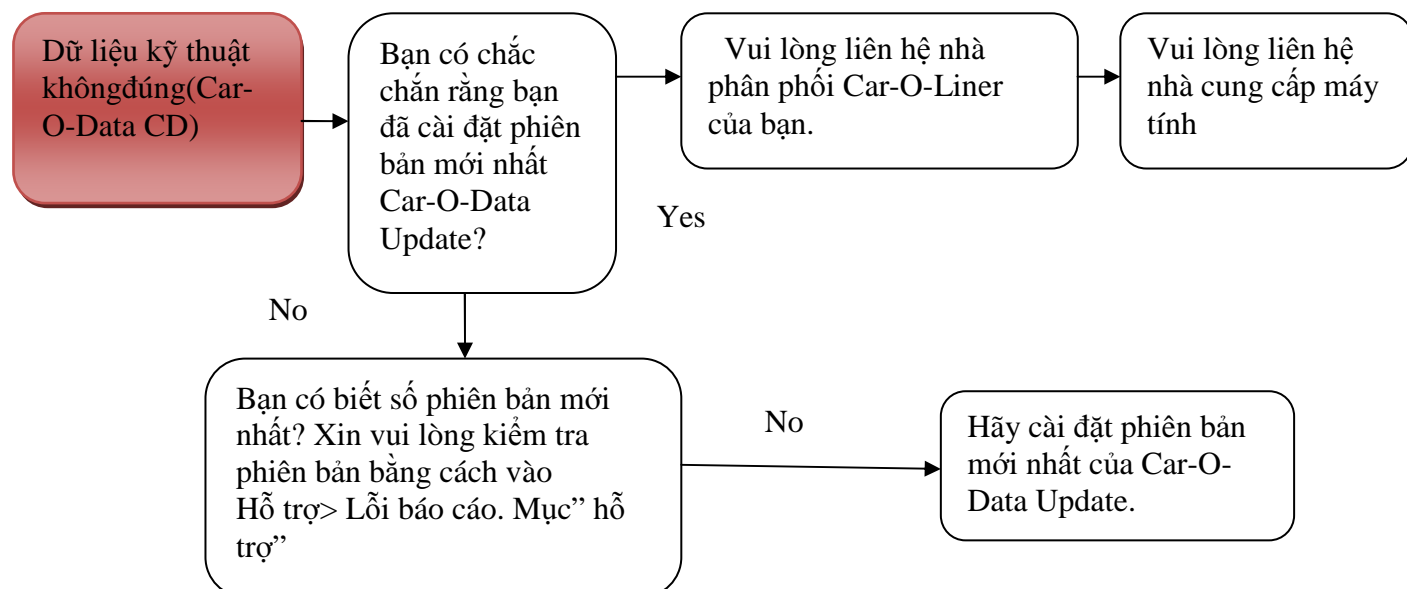 Dữ liệu kỹ thuật
khôngđúng(Car-
O-Data CD)
Bạn có chắc
chắn rằng bạn
đã cài đặt phiên
bản mới nhất
Car-O-Data
Update?
Vui lòng liên hệ nhà
phân phối Car-O-Liner
của bạn.
Vui lòng liên hệ
nhà cung cấp máy
tính
Yes
No
Bạn có biết số phiên bản mới
nhất? Xin vui lòng kiểm tra
phiên bản bằng cách vào
Hỗ trợ> Lỗi báo cáo. Mục” hỗ
trợ”
No
Hãy cài đặt phiên bản
mới nhất của Car-O-
Data Update.